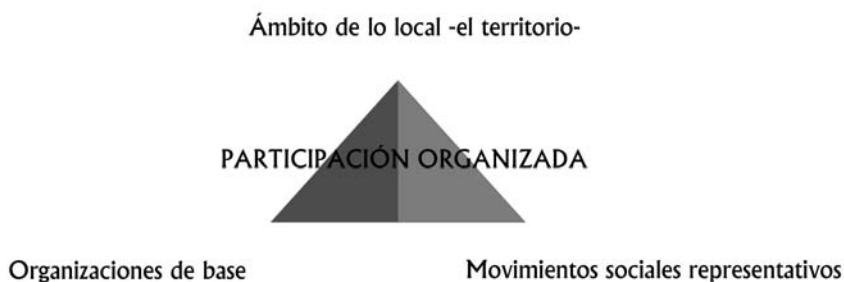 Ámbito de lo local -el territorio-
PARTICIPACIÓN ORGANIZADA
Organizaciones de base
Movimientos sociales representativos